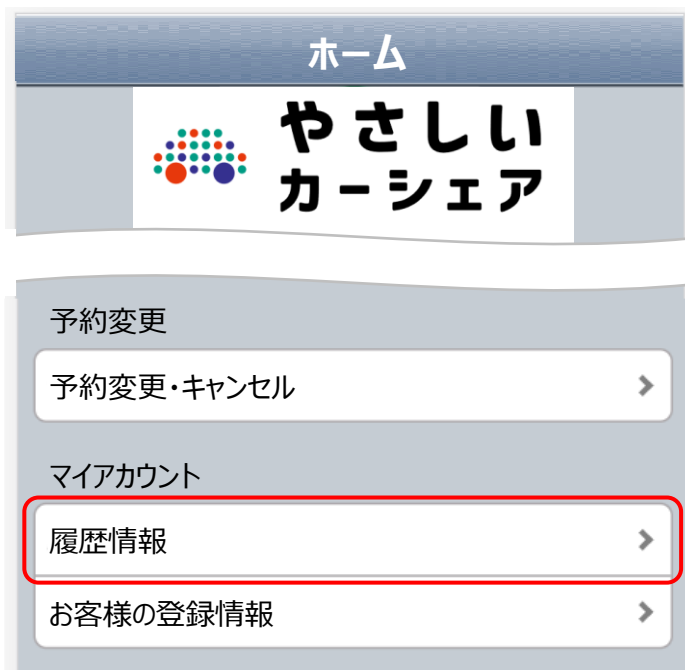 ホーム
やさしい
カーシェア
予約変更
予約変更・キャンセル
マイアカウント
履歴情報
お客様の登録情報